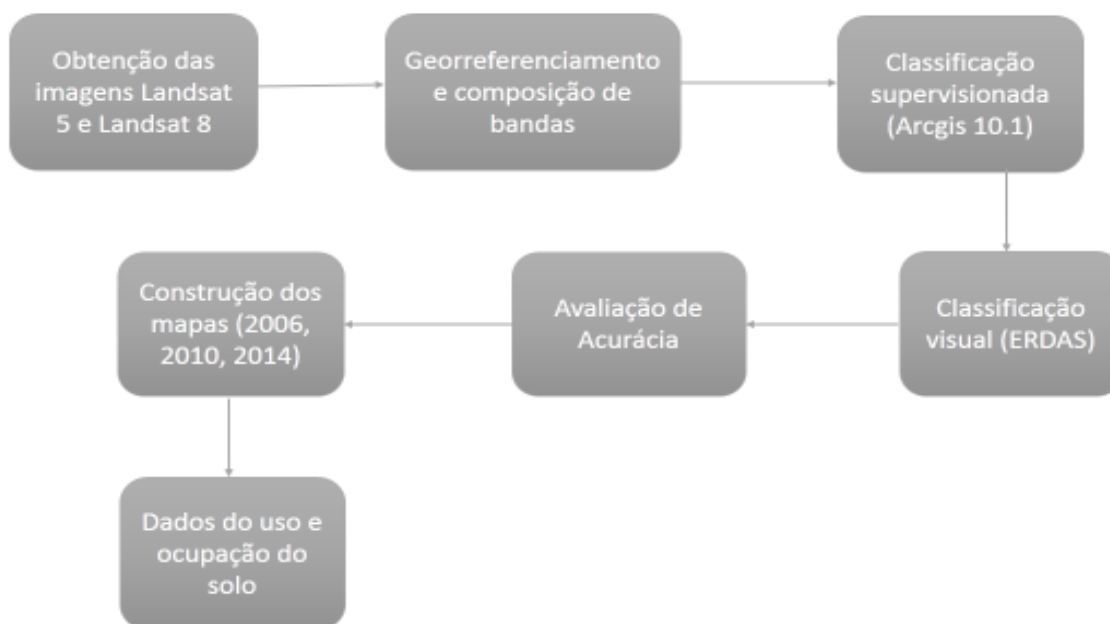 Obtenção das
imagens Landsat
5 e Landsat 8
Georreferenciamento
e composição de
bandas
Classificação
supervisionada
(Arcgis 10.1)
Classificação
visual (ERDAS)
Avaliação de
Acurácia
Construção dos
mapas (2006,
2010, 2014)
Dados do uso e
ocupação do
solo